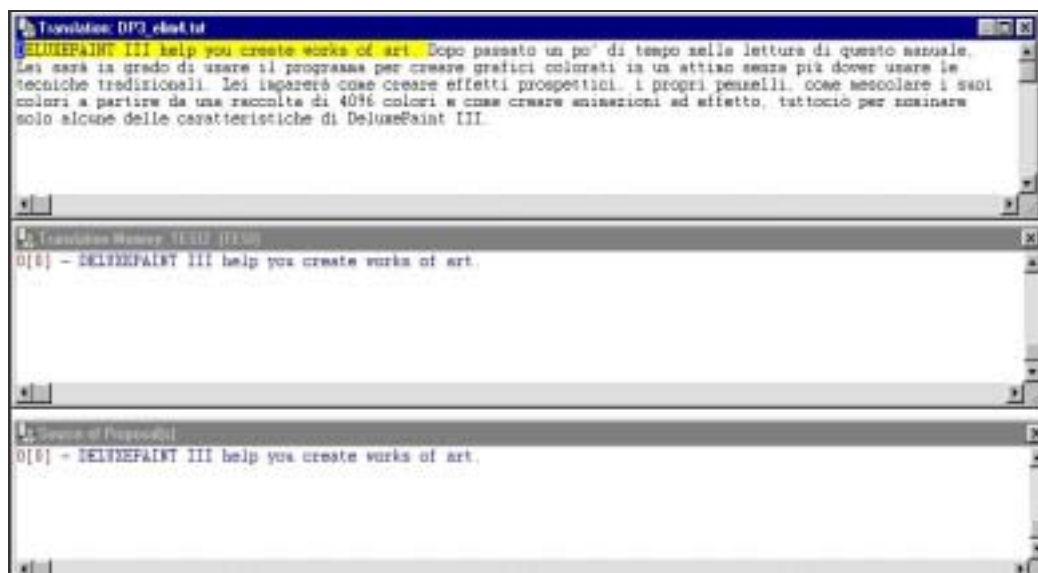 Translation: DP3_elim4.txt
DELUXEPAINT III help you create works of art. Dopo passato un po' di tempo nella lettura di questo manuale,
Lei sarà in grado di usare il programma per creare grafici colorati in un attimo senza più dover usare le
tecniche tradizionali. Lei imparerà come creare effetti prospettici, i propri pennelli, come mescolare i suoi
colori a partire da una raccolta di 4096 colori e come creare animazioni ad effetto, tuttociò per nominare
solo alcune delle caratteristiche di DeluxePaint III.
Translation Memory:
0[0] - DELUXEPAINT III help you create works of art.
Source of Proposal(s)
0[0] - DELUXEPAINT III help you create works of art.